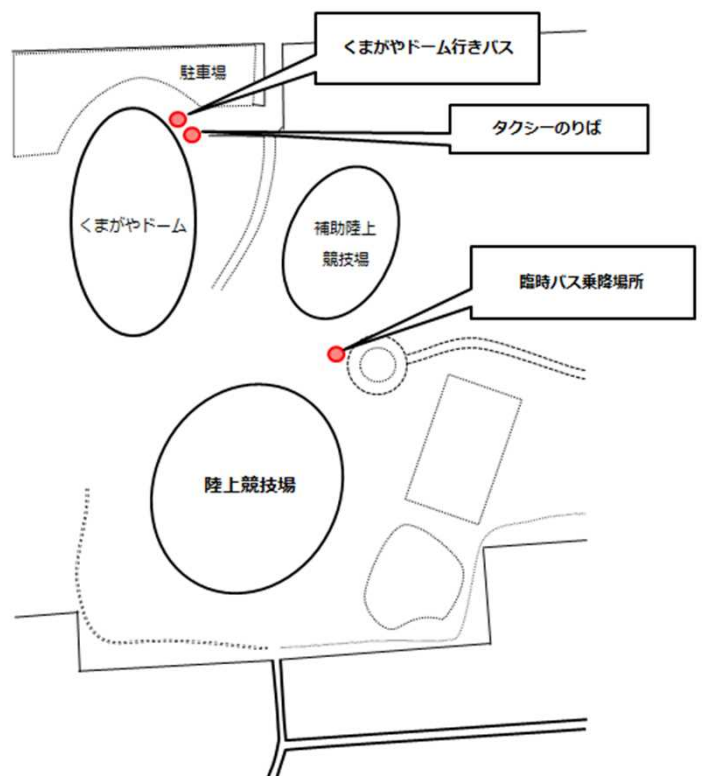 くまがやドーム行きバス
駐車場
タクシーのりば
くまがやドーム
補助陸上
競技場
臨時バス乗降場所
陸上競技場